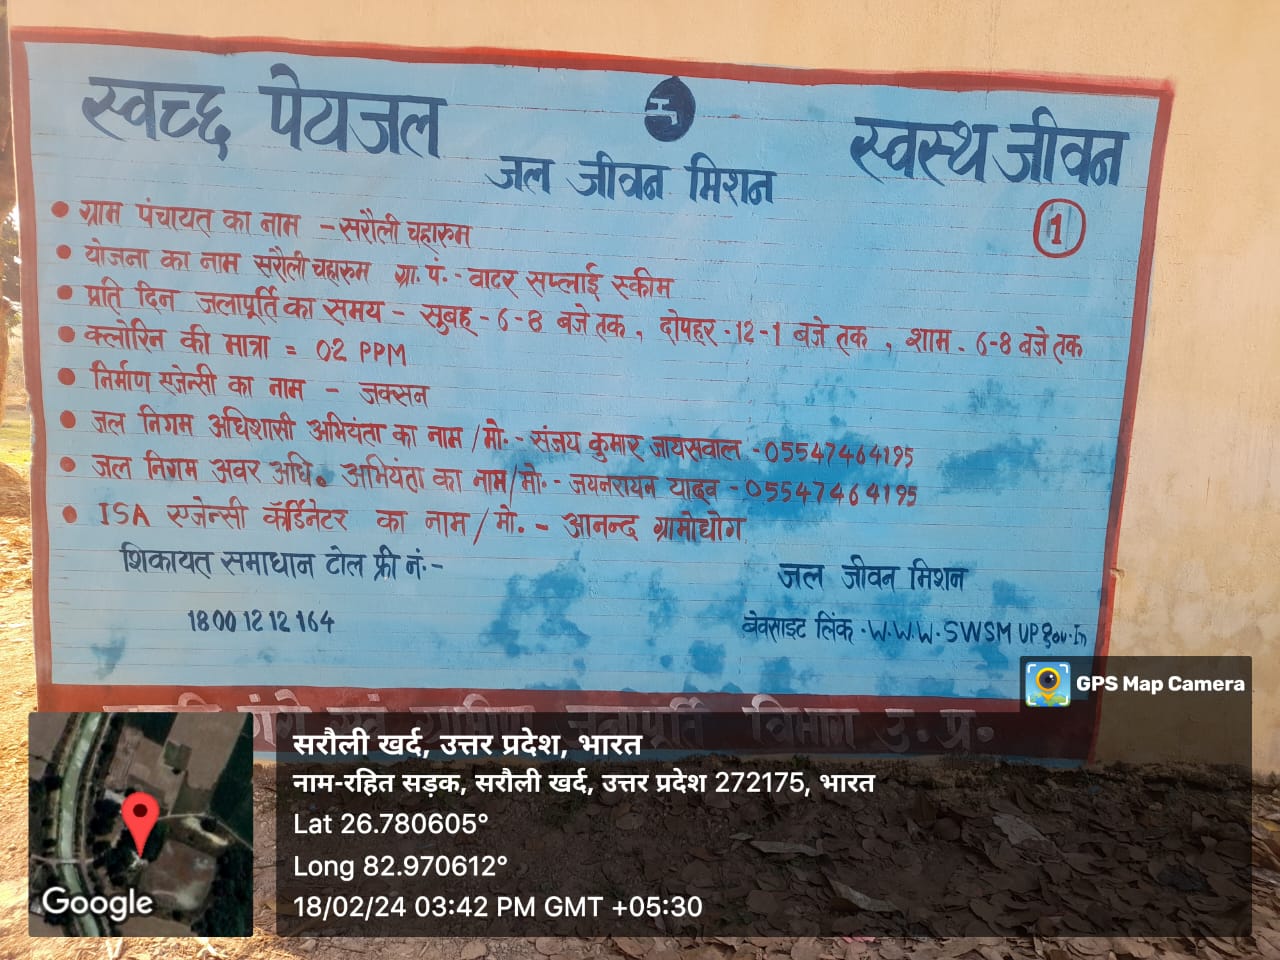 स्वच्छ पेयजल
स्वस्थ जीवन
जल जीवन मिशन
1
• ग्राम पंचायत का नाम - सरौली चहारुम
• योजना का नाम सरौली चहारुम ग्रा. पं. - वाटर सप्लाई स्कीम
• प्रति दिन जलापूर्ति का समय - सुबह - 6-8 बजे तक, दोपहर - 12-1 बजे तक, शाम - 6-8 बजे तक
• क्लोरिन की मात्रा = 02 PPM
• निर्माण एजेन्सी का नाम - जक्सन
• जल निगम अधिशासी अभियंता का नाम /मो.- संजय कुमार जायसवाल - 05547464195
• जल निगम अवर अधि० अभियंता का नाम/मो.- जयनरायन यादव - 05547464195
• ISA एजेन्सी कॅर्डिनेटर का नाम / मो. - आनन्द ग्रामोद्योग
शिकायत समाधान टोल फ्री नं.-
1800 12 12 164
जल जीवन मिशन
बेवसाइट लिंक - W.W.W. SWSM UP gov.In
एवं ग्रामीण जलापूर्ति विभाग उ. प्र.
GPS Map Camera
सरौली खर्द, उत्तर प्रदेश, भारत
नाम-रहित सड़क, सरौली खर्द, उत्तर प्रदेश 272175, भारत
Lat 26.780605°
Long 82.970612°
18/02/24 03:42 PM GMT +05:30
Google